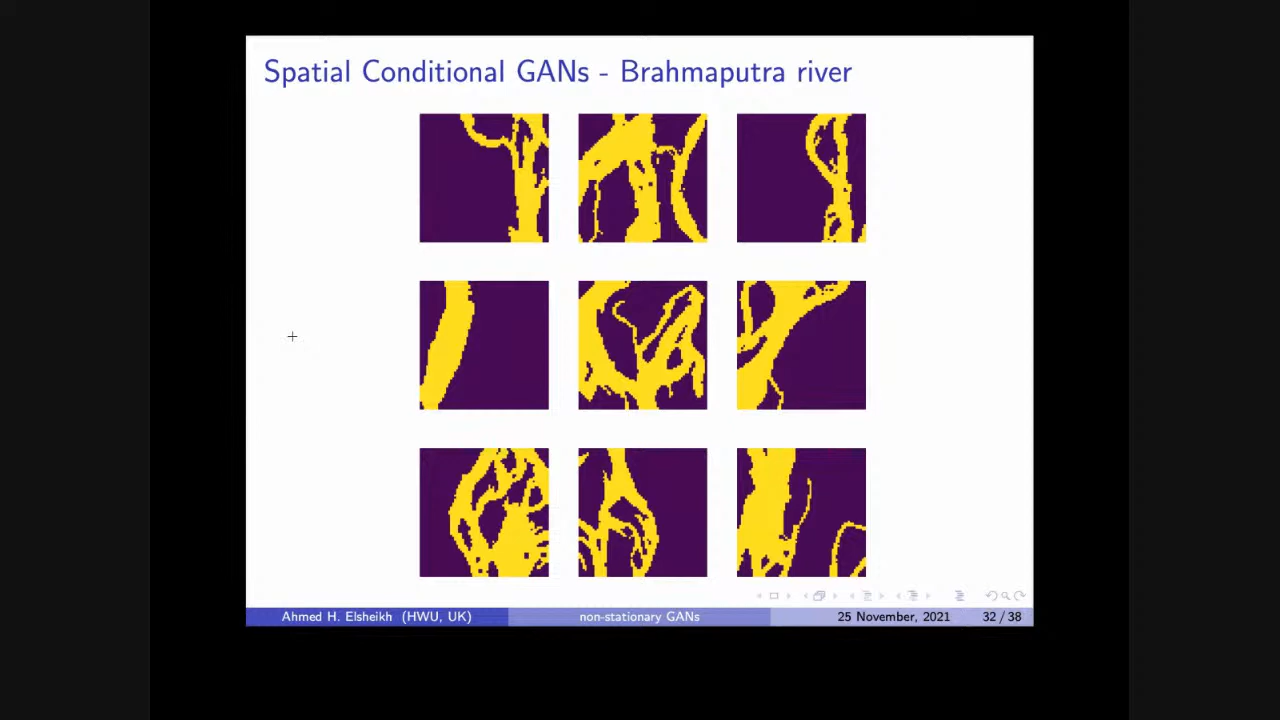 Spatial Conditional GANs - Brahmaputra river
Ahmed H. Elsheikh (HWU, UK)
non-stationary GANs
25 November, 2021
32 / 38